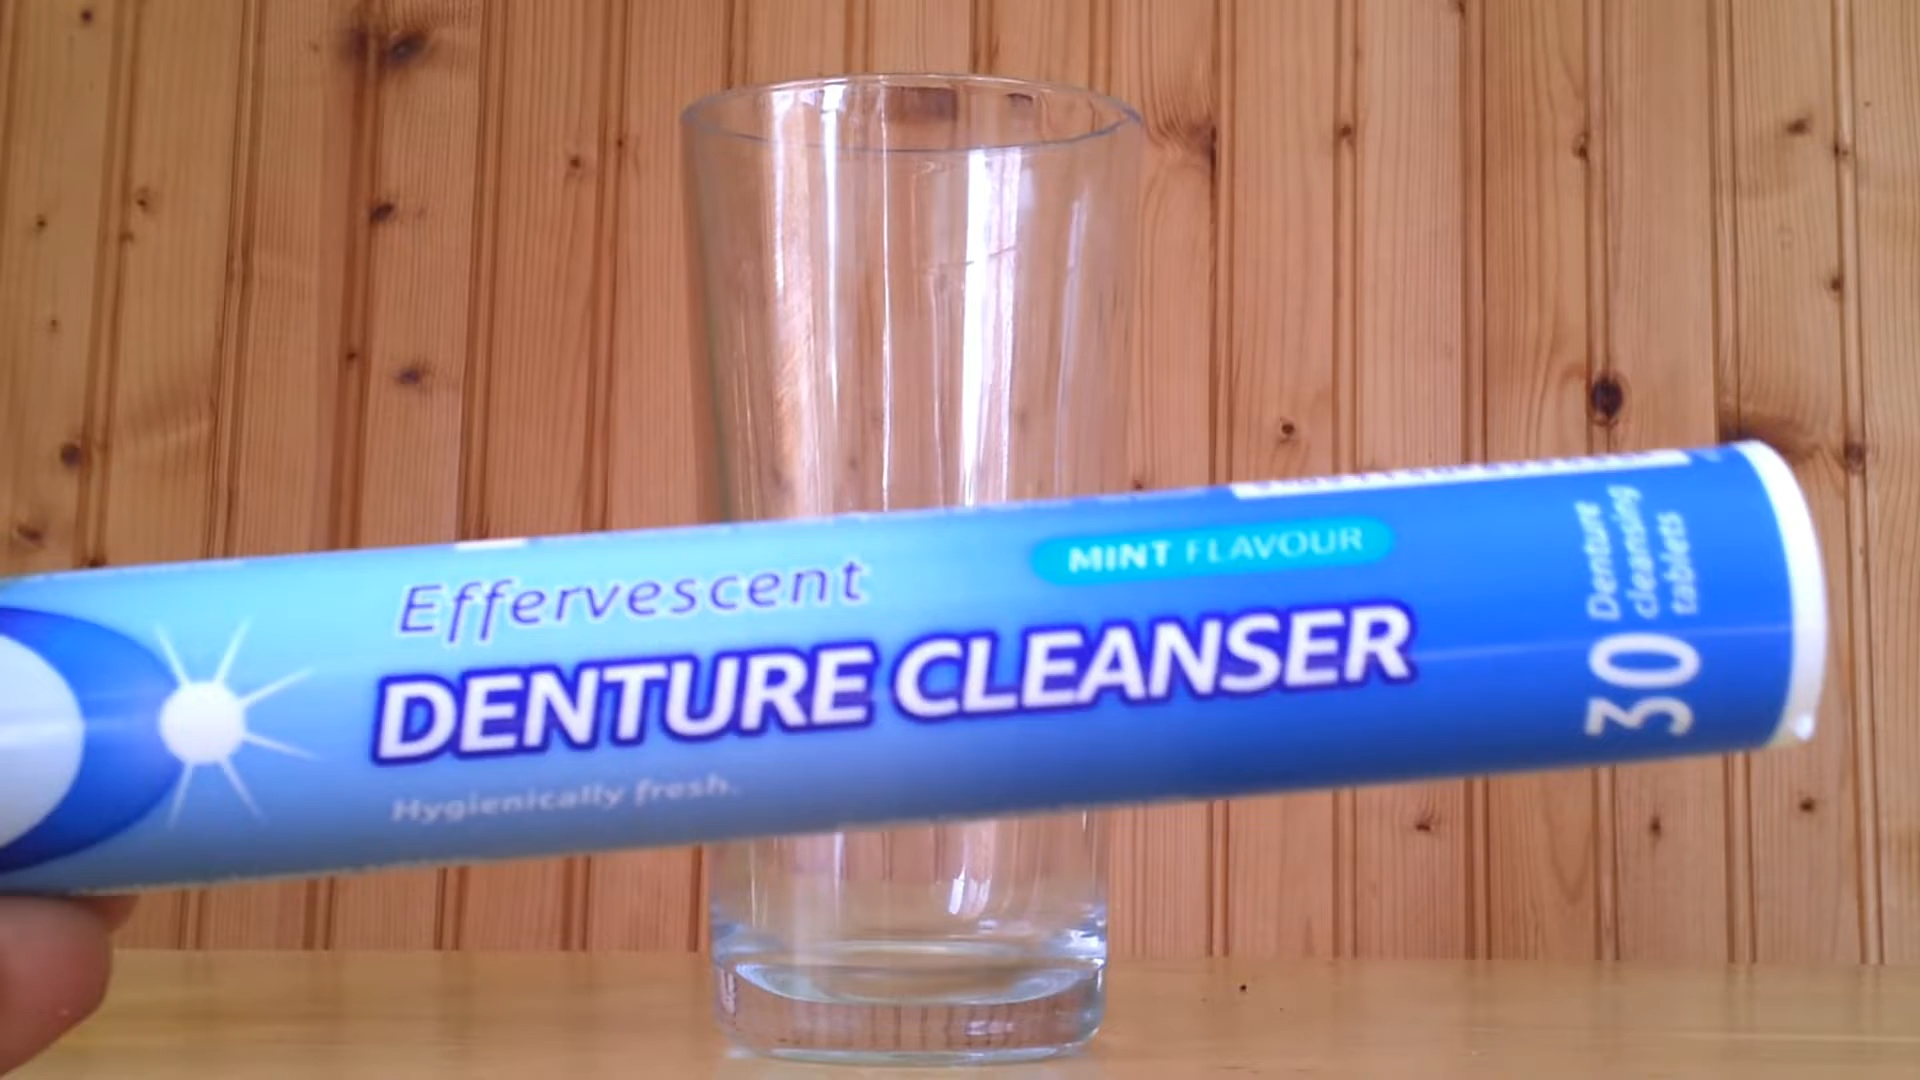 Effervescent
MINT FLAVOUR
DENTURE CLEANSER
Hygienically fresh.
30 Denture
cleansing
tablets